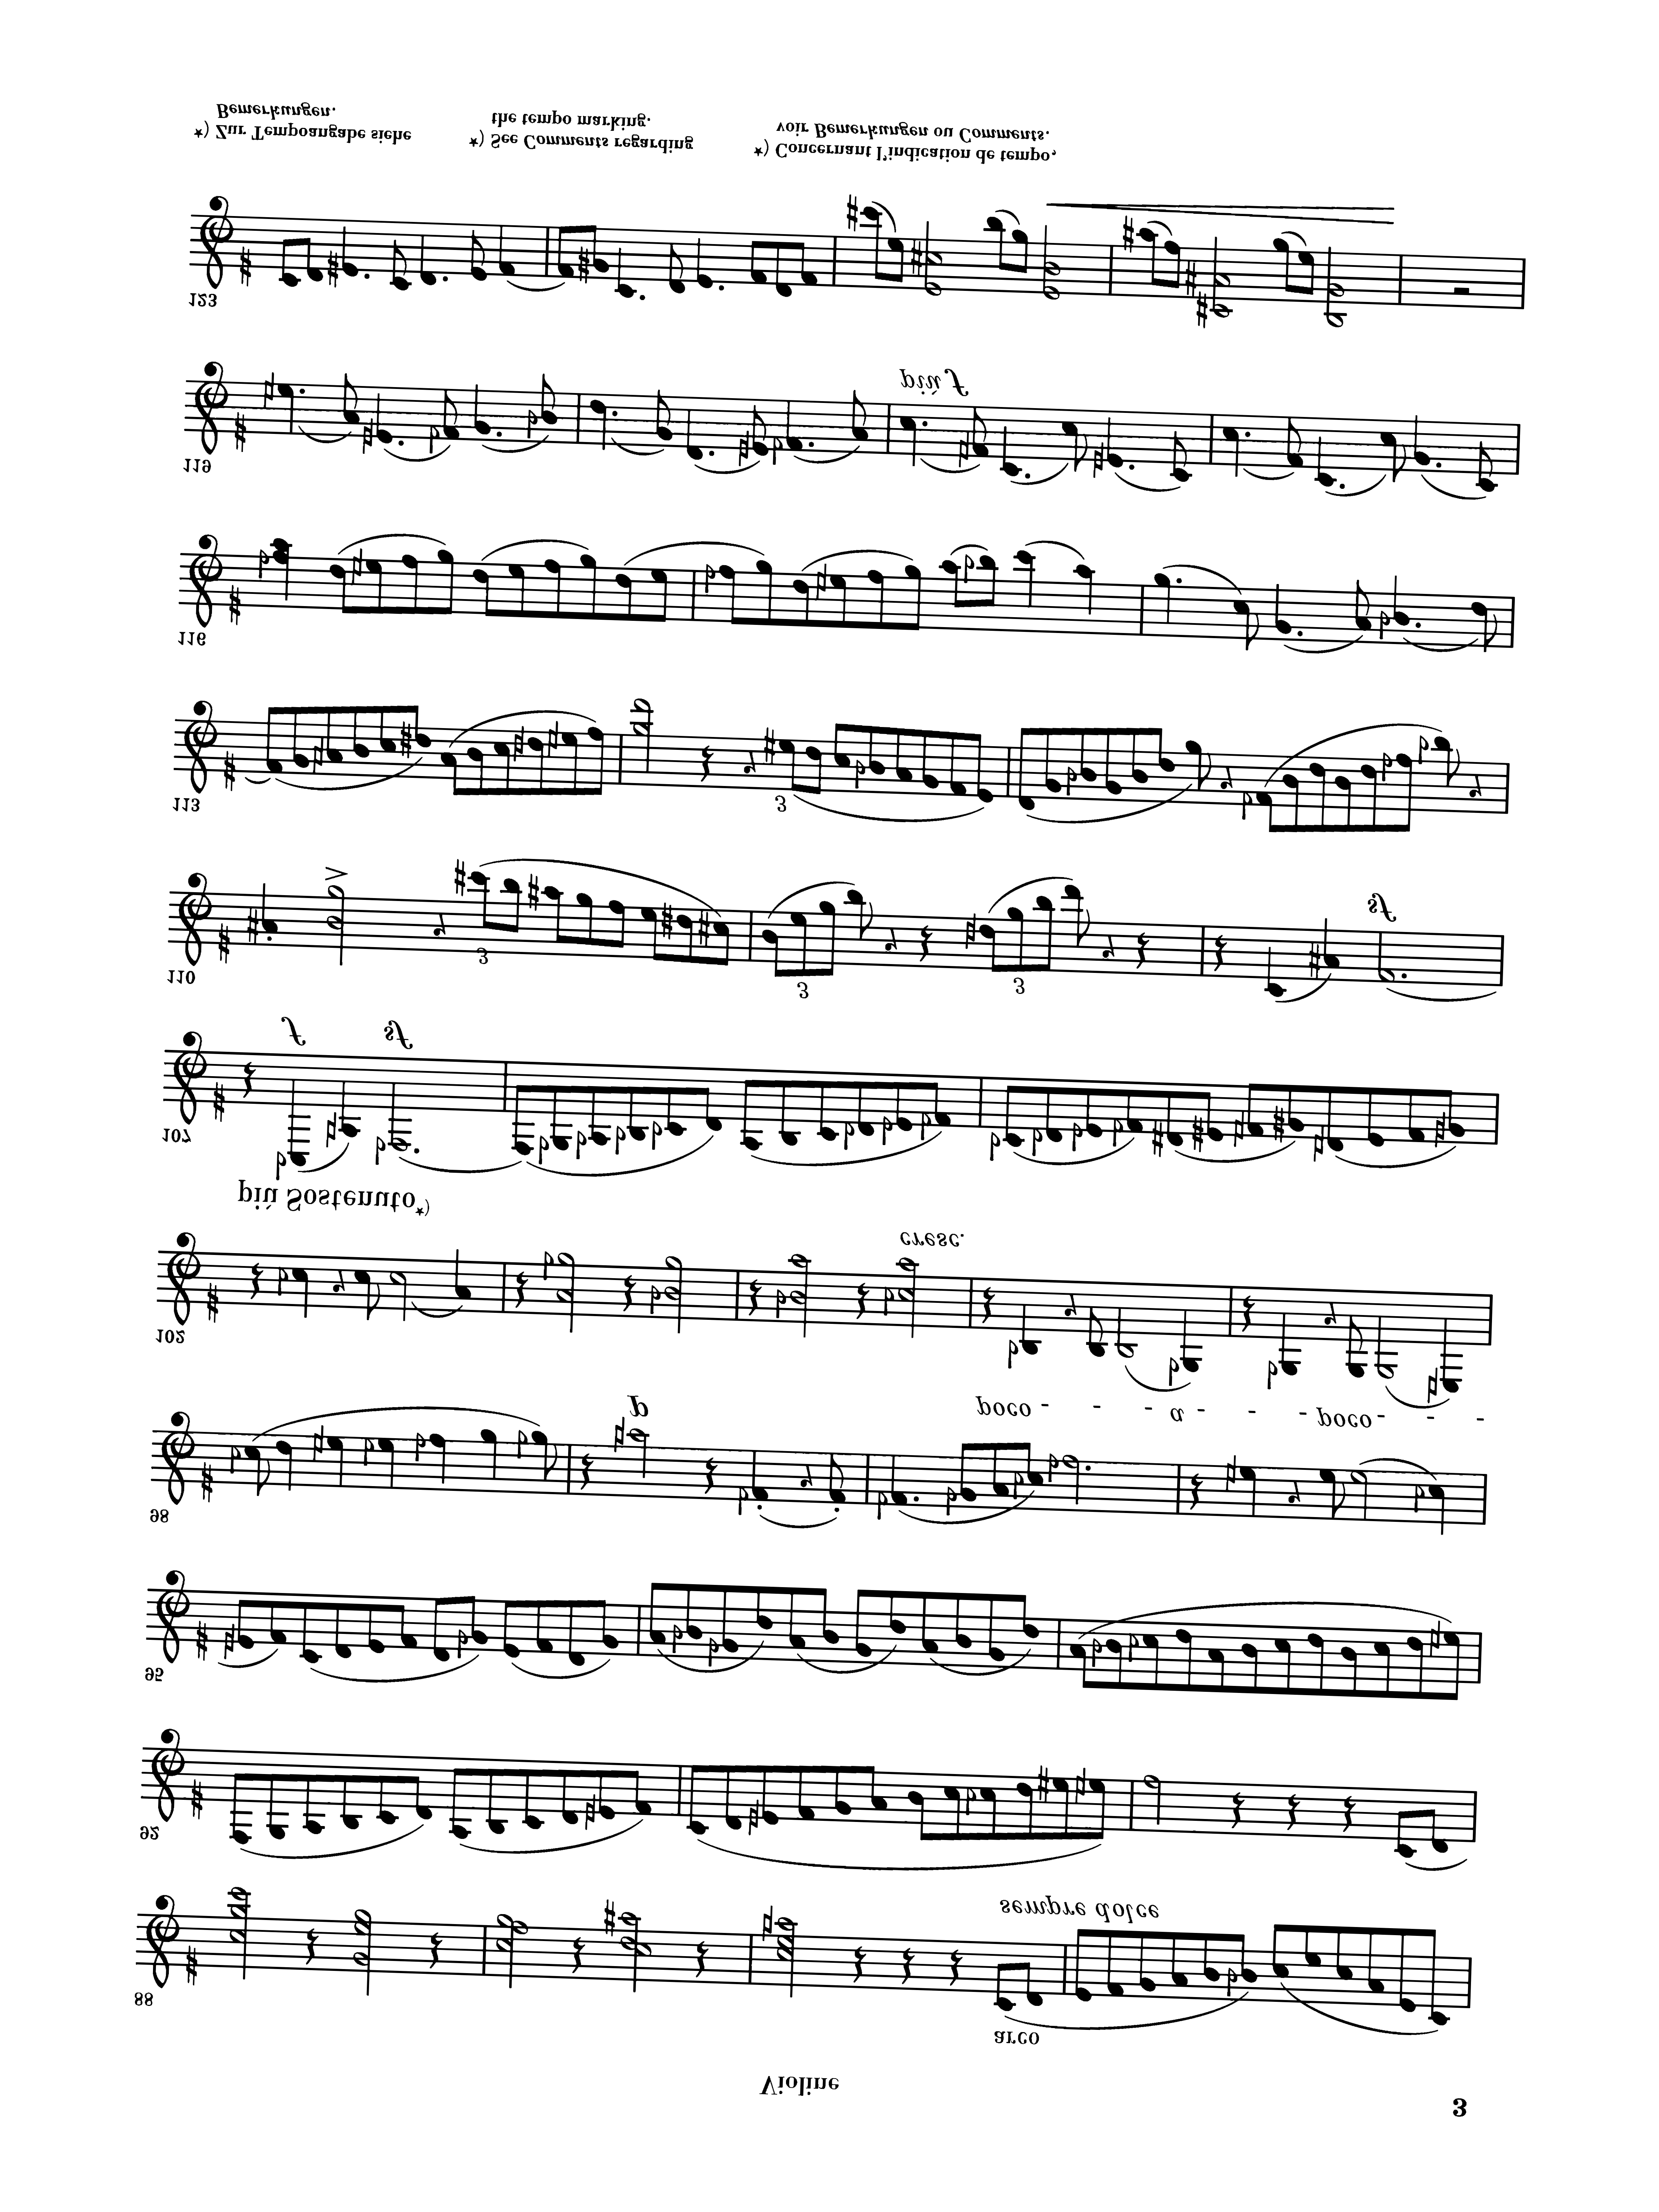 3
Violine
arco
88
sempre dolce
92
95
98
p
poco - - - a - - - poco - - -
102
cresc.
più Sostenuto*)
107
f
sf
110
3
3
3
sf
113
3
116
119
più f
123
*) Zur Tempoangabe siehe
Bemerkungen.
*) See Comments regarding
the tempo marking.
*) Concernant l'indication de tempo,
voir Bemerkungen ou Comments.